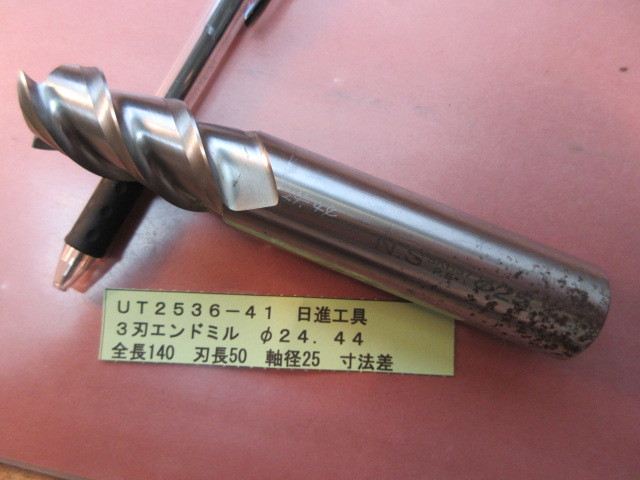 UT2536-41 日進工具
3刃エンドミル φ24.44
全長140 刃長50 軸径25 寸法差
N.S